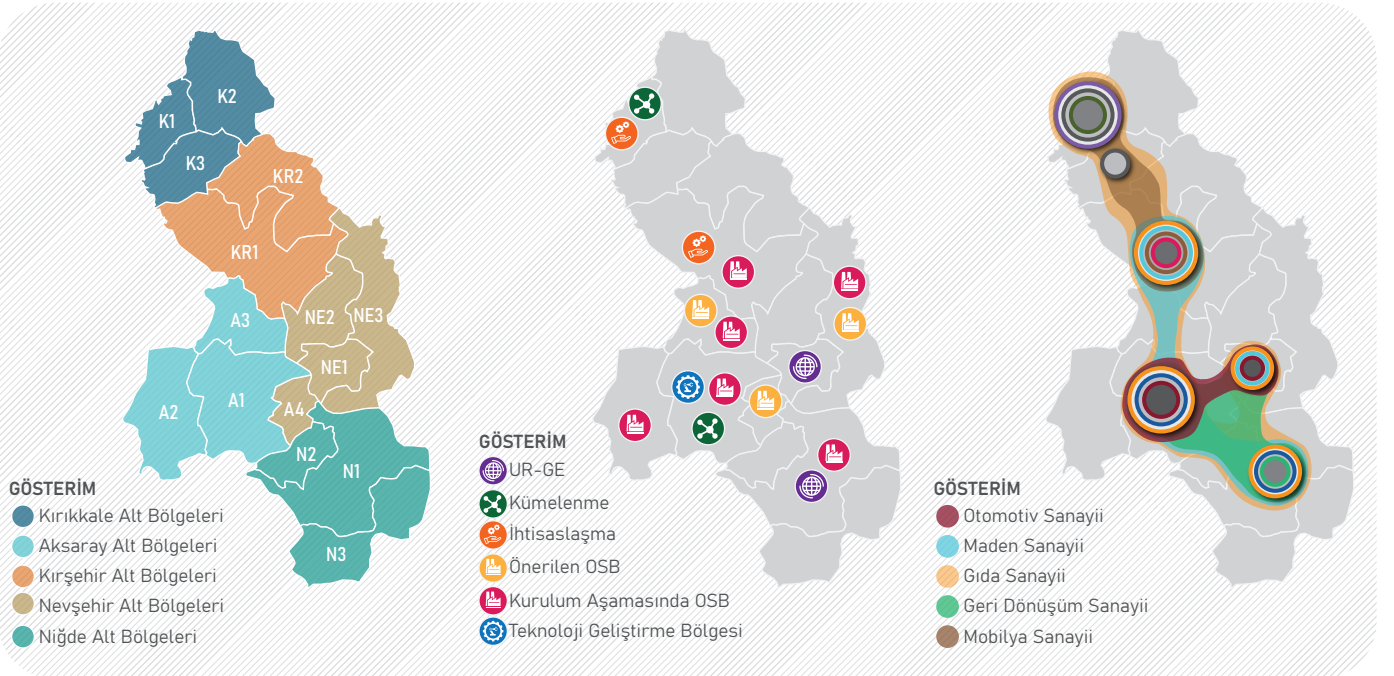 K2
K1
K3
KR2
KR1
NE2
NE3
A3
NE1
A2
A1
A4
N2
N1
N3
GÖSTERİM
Kırıkkale Alt Bölgeleri
Aksaray Alt Bölgeleri
Kırşehir Alt Bölgeleri
Nevşehir Alt Bölgeleri
Niğde Alt Bölgeleri
GÖSTERİM
UR-GE
Kümelenme
İhtisaslaşma
Önerilen OSB
Kurulum Aşamasında OSB
Teknoloji Geliştirme Bölgesi
GÖSTERİM
Otomotiv Sanayii
Maden Sanayii
Gıda Sanayii
Geri Dönüşüm Sanayii
Mobilya Sanayii